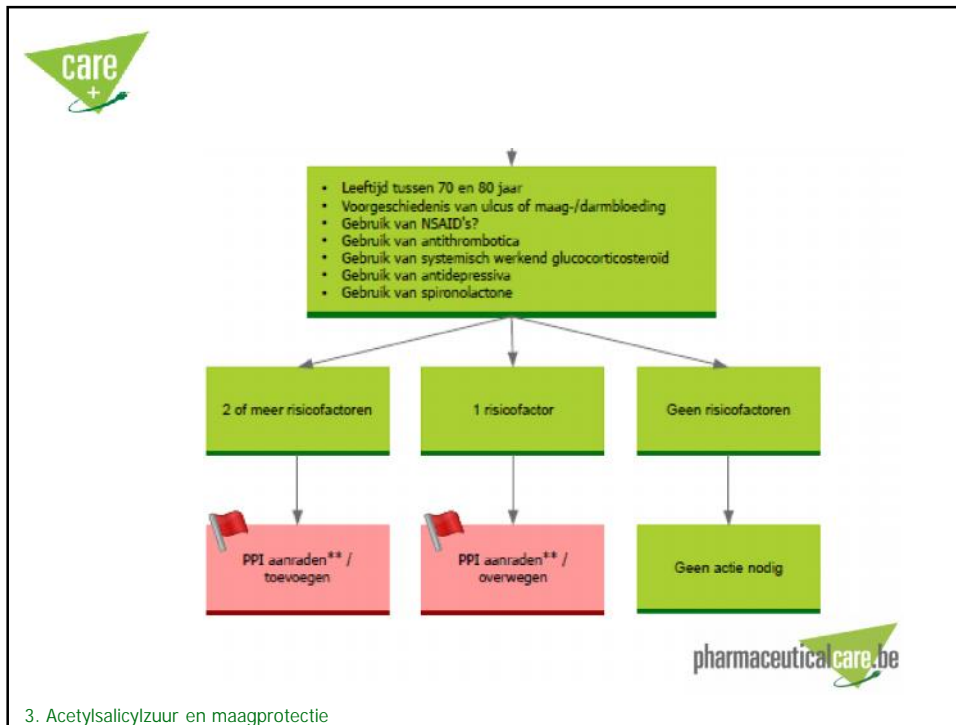 care
+
• Leeftijd tussen 70 en 80 jaar
• Voorgeschiedenis van ulcus of maag-/darmbloeding
• Gebruik van NSAID's?
• Gebruik van antithrombotica
• Gebruik van systemisch werkend glucocorticosteroïd
• Gebruik van antidepressiva
• Gebruik van spironolactone
2 of meer risicofactoren
1 risicofactor
Geen risicofactoren
PPI aanraden** /
toevoegen
PPI aanraden** /
overwegen
Geen actie nodig
pharmaceuticalcare.be
3. Acetylsalicylzuur en maagprotectie